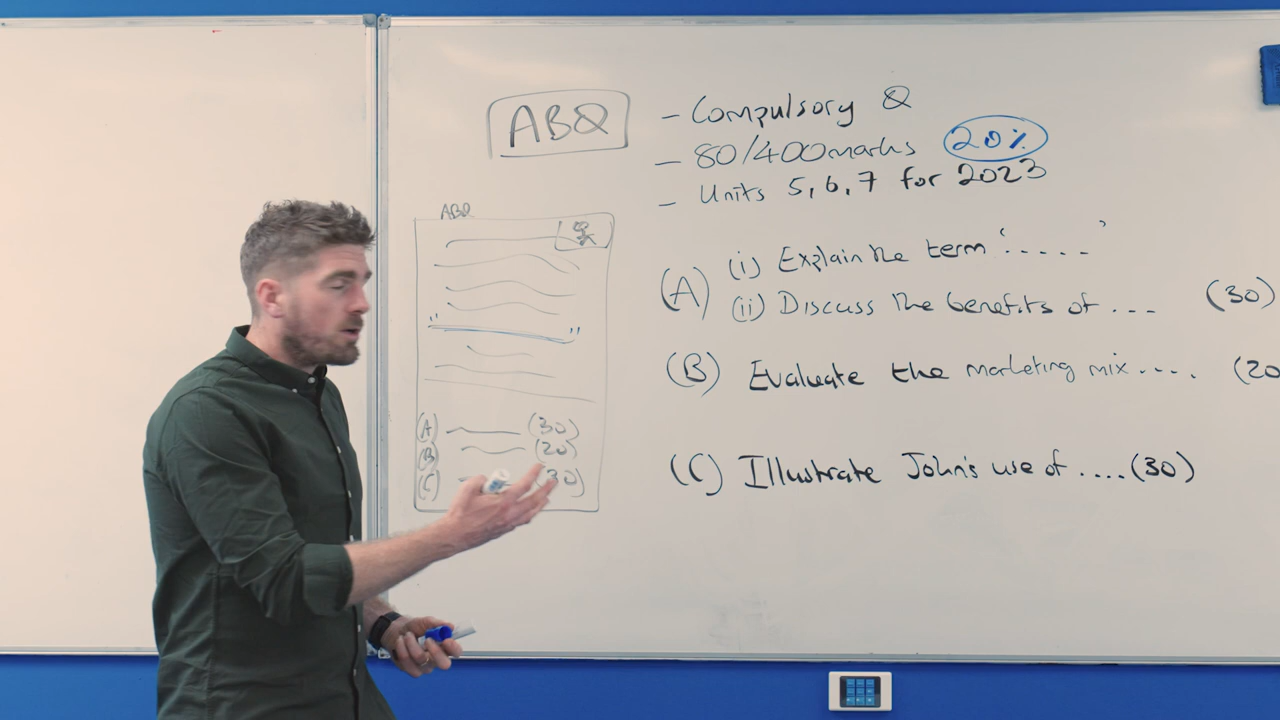 ABQ
- Compulsory Q
- 80/400 marks 20%
- Units 5, 6, 7 for 2023
ABQ
" "
(A) (30)
(B) (20)
(C) (30)
(A) (i) Explain the term '......'
(ii) Discuss the benefits of ... (30)
(B) Evaluate the marketing mix .... (20
(C) Illustrate John's use of .... (30)